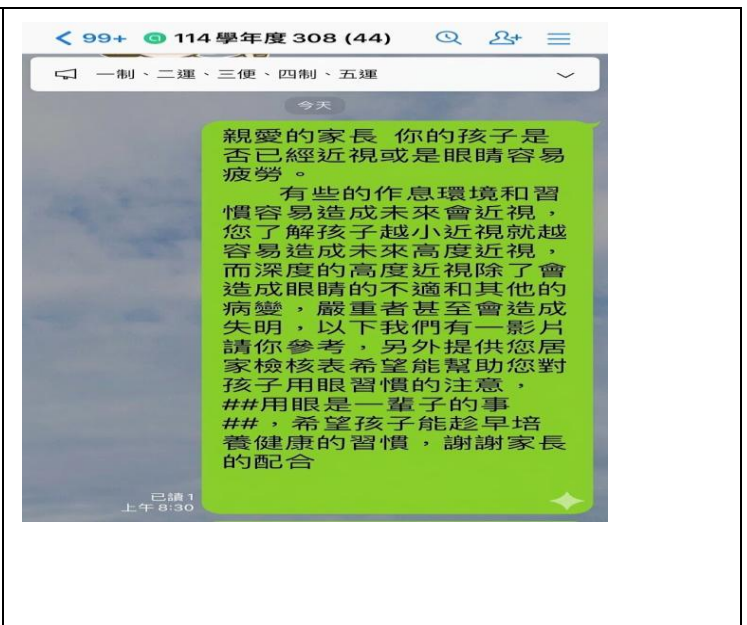 99+ 114學年度308 (44)
一制、二運、三便、四制、五運
今天
親愛的家長 你的孩子是
否已經近視或是眼睛容易
疲勞。
有些的作息環境和習
慣容易造成未來會近視，
您了解孩子越小近視就越
容易造成未來高度近視，
而深度的高度近視除了會
造成眼睛的不適和其他的
病變，嚴重者甚至會造成
失明，以下我們有一影片
請你參考，另外提供您居
家檢核表希望能幫助您對
孩子用眼習慣的注意，
##用眼是一輩子的事
##，希望孩子能趁早培
養健康的習慣，謝謝家長
的配合
已讀1
上午8:30